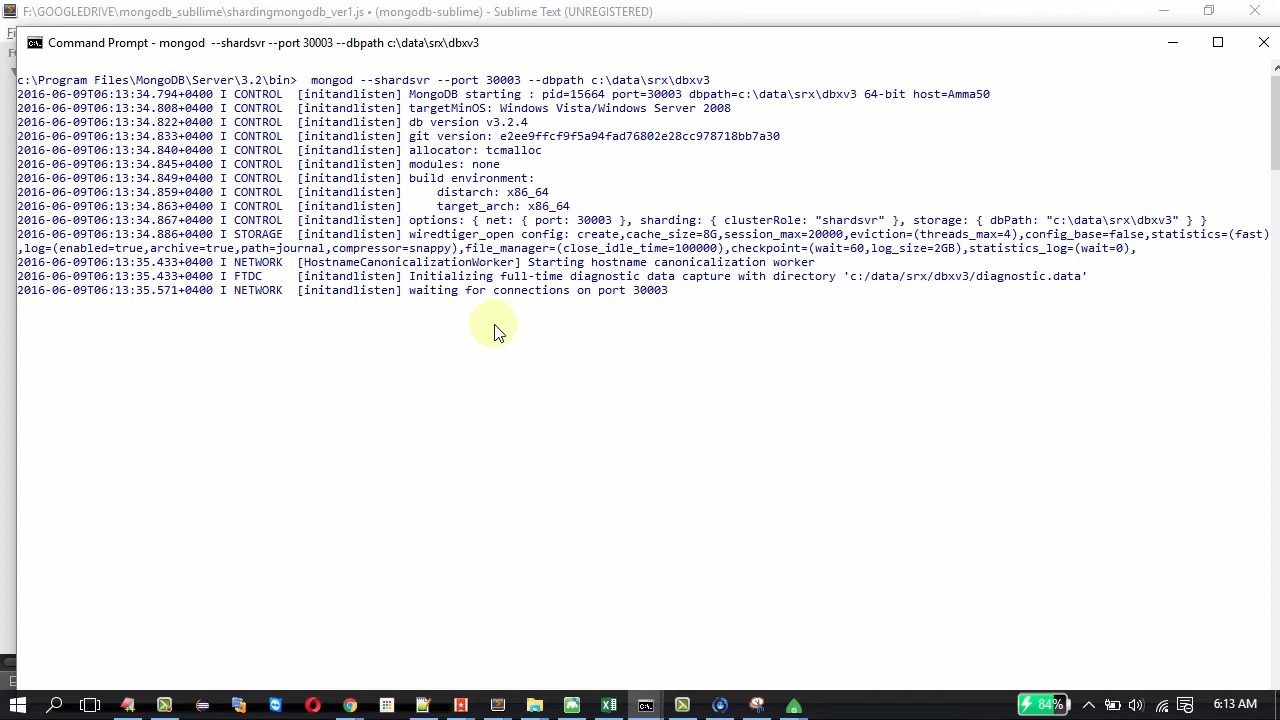 F:\GOOGLEDRIVE\mongodb_subllime\shardingmongodb_ver1.js • (mongodb-sublime) - Sublime Text (UNREGISTERED)
Command Prompt - mongod  --shardsvr --port 30003 --dbpath c:\data\srx\dbxv3
c:\Program Files\MongoDB\Server\3.2\bin>  mongod --shardsvr --port 30003 --dbpath c:\data\srx\dbxv3
2016-06-09T06:13:34.794+0400 I CONTROL  [initandlisten] MongoDB starting : pid=15664 port=30003 dbpath=c:\data\srx\dbxv3 64-bit host=Amma50
2016-06-09T06:13:34.808+0400 I CONTROL  [initandlisten] targetMinOS: Windows Vista/Windows Server 2008
2016-06-09T06:13:34.822+0400 I CONTROL  [initandlisten] db version v3.2.4
2016-06-09T06:13:34.833+0400 I CONTROL  [initandlisten] git version: e2ee9ffcf9f5a94fad76802e28cc978718bb7a30
2016-06-09T06:13:34.840+0400 I CONTROL  [initandlisten] allocator: tcmalloc
2016-06-09T06:13:34.845+0400 I CONTROL  [initandlisten] modules: none
2016-06-09T06:13:34.849+0400 I CONTROL  [initandlisten] build environment:
2016-06-09T06:13:34.859+0400 I CONTROL  [initandlisten]     distarch: x86_64
2016-06-09T06:13:34.863+0400 I CONTROL  [initandlisten]     target_arch: x86_64
2016-06-09T06:13:34.867+0400 I CONTROL  [initandlisten] options: { net: { port: 30003 }, sharding: { clusterRole: "shardsvr" }, storage: { dbPath: "c:\data\srx\dbxv3" } }
2016-06-09T06:13:34.886+0400 I STORAGE  [initandlisten] wiredtiger_open config: create,cache_size=8G,session_max=20000,eviction=(threads_max=4),config_base=false,statistics=(fast)
,log=(enabled=true,archive=true,path=journal,compressor=snappy),file_manager=(close_idle_time=100000),checkpoint=(wait=60,log_size=2GB),statistics_log=(wait=0),
2016-06-09T06:13:35.433+0400 I NETWORK  [HostnameCanonicalizationWorker] Starting hostname canonicalization worker
2016-06-09T06:13:35.433+0400 I FTDC     [initandlisten] Initializing full-time diagnostic data capture with directory 'c:/data/srx/dbxv3/diagnostic.data'
2016-06-09T06:13:35.571+0400 I NETWORK  [initandlisten] waiting for connections on port 30003
84%
6:13 AM